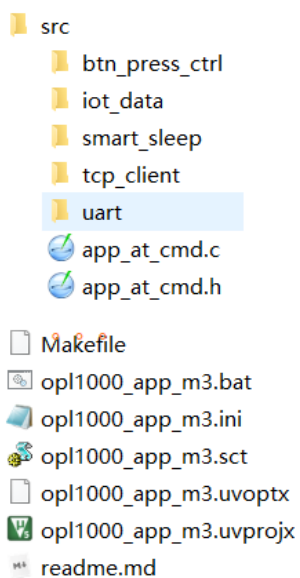 src
btn_press_ctrl
iot_data
smart_sleep
tcp_client
uart
app_at_cmd.c
app_at_cmd.h
Makefile
opl1000_app_m3.bat
opl1000_app_m3.ini
opl1000_app_m3.sct
opl1000_app_m3.uvoptx
opl1000_app_m3.uvprojx
readme.md